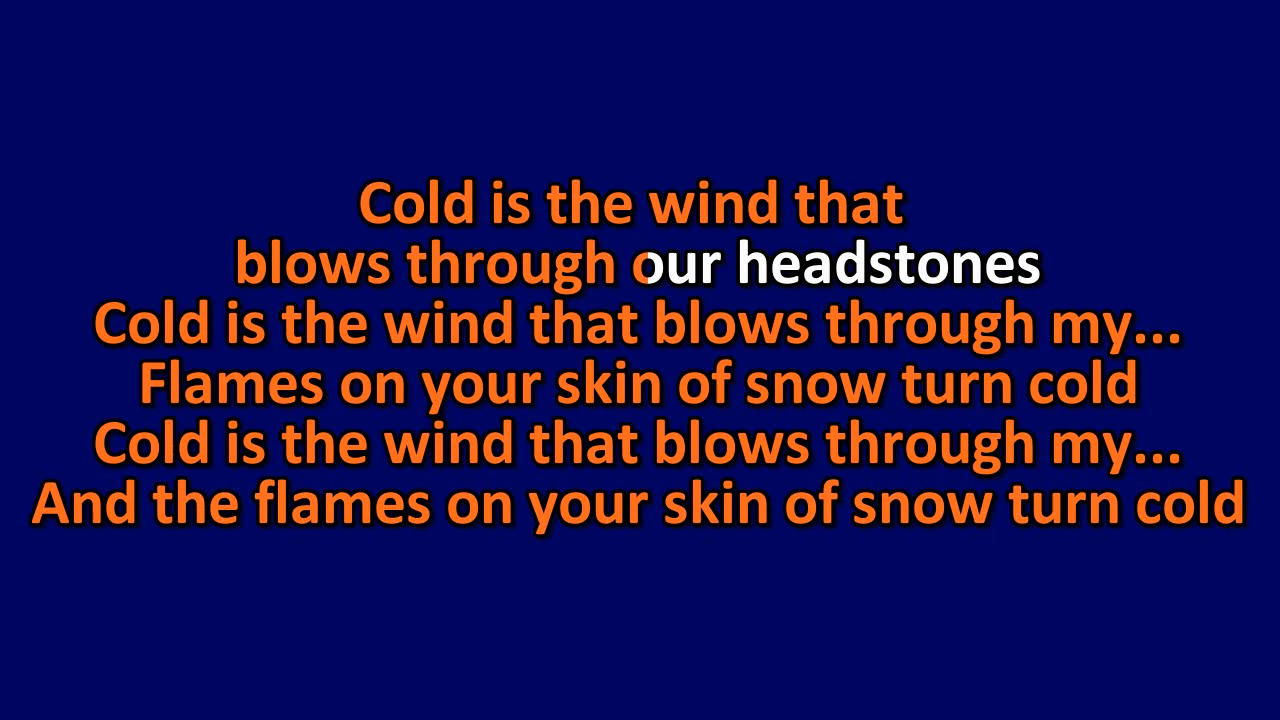 Cold is the wind that
blows through our headstones
Cold is the wind that blows through my...
Flames on your skin of snow turn cold
Cold is the wind that blows through my...
And the flames on your skin of snow turn cold